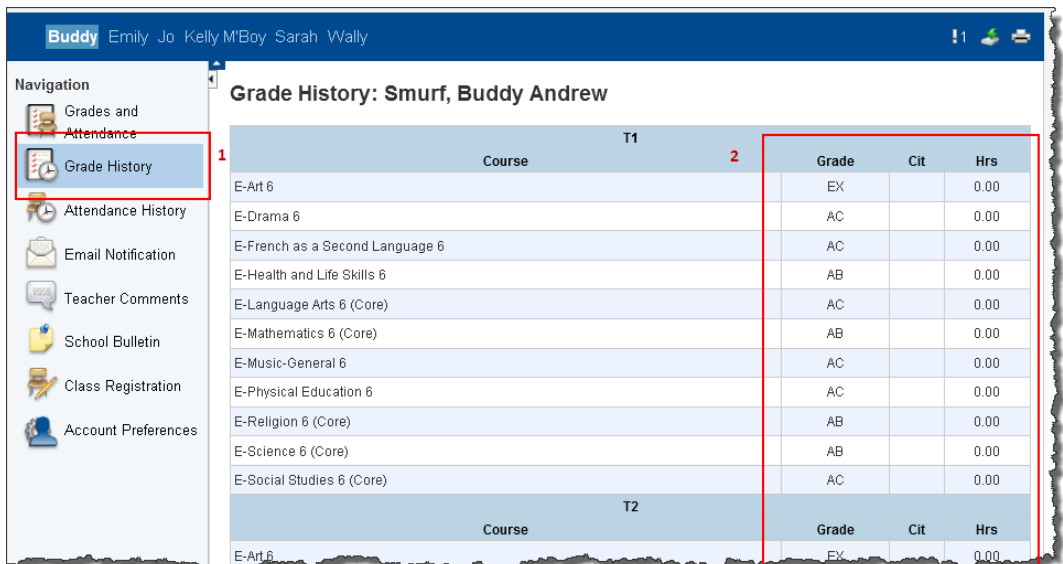 Buddy Emily Jo Kelly M'Boy Sarah Wally
!1
Navigation
Grades and
Attendance
Grade History
Attendance History
Email Notification
Teacher Comments
School Bulletin
Class Registration
Account Preferences
1
Grade History: Smurf, Buddy Andrew
T1
2
Course Grade Cit Hrs
E-Art 6 EX 0.00
E-Drama 6 AC 0.00
E-French as a Second Language 6 AC 0.00
E-Health and Life Skills 6 AB 0.00
E-Language Arts 6 (Core) AC 0.00
E-Mathematics 6 (Core) AB 0.00
E-Music-General 6 AC 0.00
E-Physical Education 6 AC 0.00
E-Religion 6 (Core) AB 0.00
E-Science 6 (Core) AB 0.00
E-Social Studies 6 (Core) AC 0.00
T2
Course Grade Cit Hrs
E-Art 6 EX 0.00